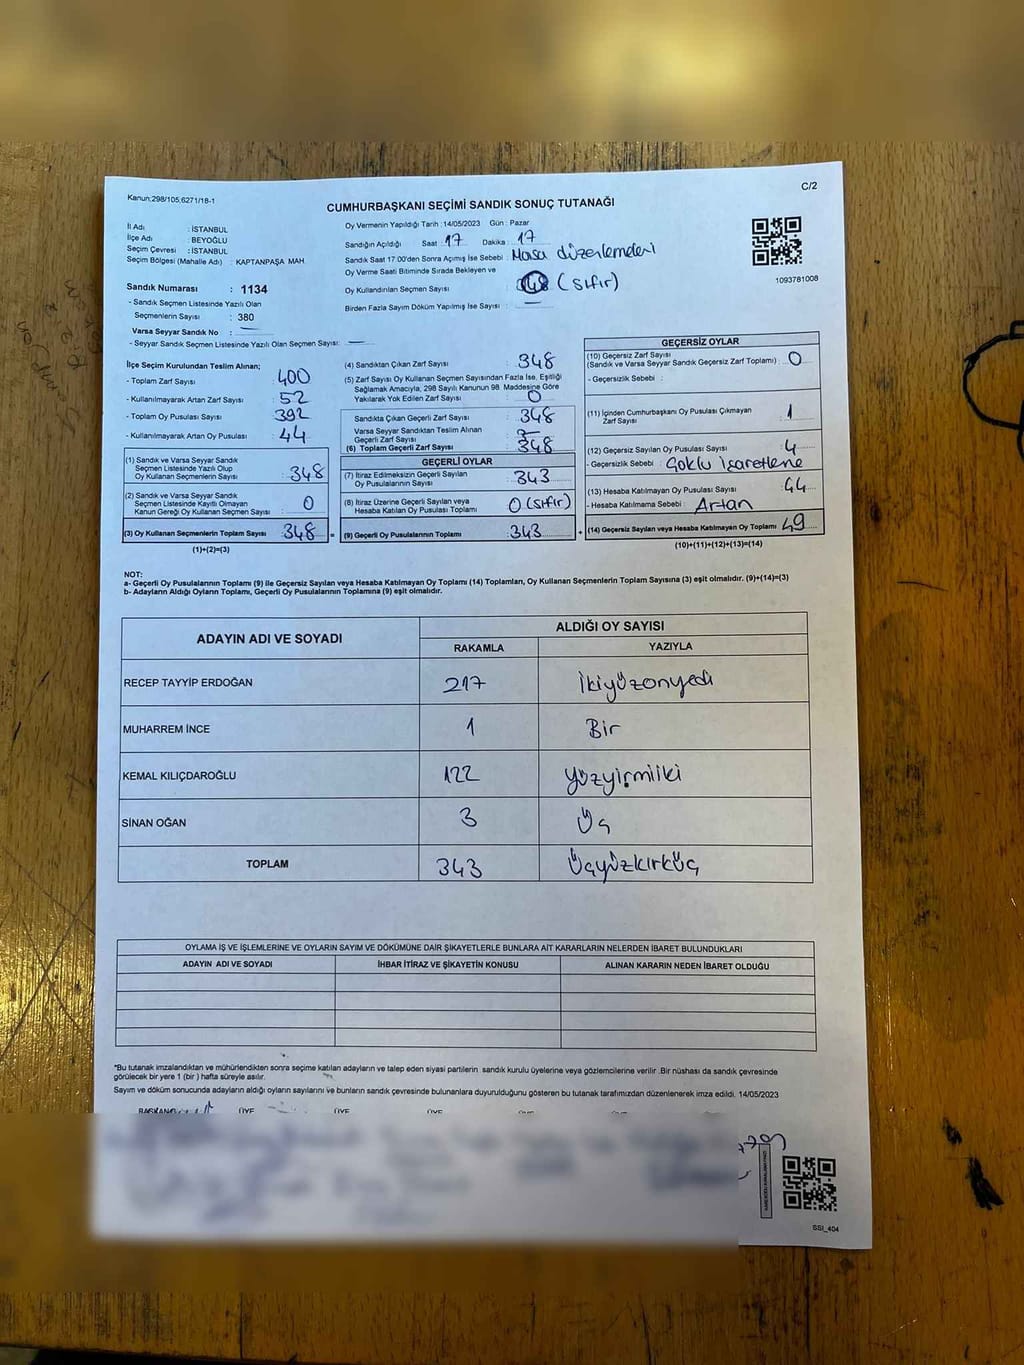 C/2
Kanun:298/105;6271/18-1
CUMHURBAŞKANI SEÇİMİ SANDIK SONUÇ TUTANAĞI
İl Adı : İSTANBUL
İlçe Adı : BEYOĞLU
Seçim Çevresi : İSTANBUL
Seçim Bölgesi (Mahalle Adı) : KAPTANPAŞA MAH.
Sandık Numarası : 1134
- Sandık Seçmen Listesinde Yazılı Olan
Seçmenlerin Sayısı : 380
Varsa Seyyar Sandık No :
- Seyyar Sandık Seçmen Listesinde Yazılı Olan Seçmen Sayısı:
Oy Vermenin Yapıldığı Tarih :14/05/2023 Gün : Pazar
Sandığın Açıldığı Saat : 17 Dakika : 17
Sandık Saat 17:00'den Sonra Açımış İse Sebebi : Masa düzenlemeleri
Oy Verme Saati Bitiminde Sırada Bekleyen ve
Oy Kullandırılan Seçmen Sayısı : (sıfır)
Birden Fazla Sayım Döküm Yapılmış İse Sayısı :
1093781008
İlçe Seçim Kurulundan Teslim Alınan;
- Toplam Zarf Sayısı : 400
- Kullanılmayarak Artan Zarf Sayısı : 52
- Toplam Oy Pusulası Sayısı : 392
- Kullanılmayarak Artan Oy Pusulası : 44
(1) Sandık ve Varsa Seyyar Sandık
Seçmen Listesinde Yazılı Olup
Oy Kullanan Seçmenlerin Sayısı : 348
(2) Sandık ve Varsa Seyyar Sandık
Seçmen Listesinde Kayıtlı Olmayan
Kanun Gereği Oy Kullanan Seçmen Sayısı : 0
(3) Oy Kullanan Seçmenlerin Toplam Sayısı : 348
(1)+(2)=(3)
(4) Sandıktan Çıkan Zarf Sayısı : 348
(5) Zarf Sayısı Oy Kullanan Seçmen Sayısından Fazla İse, Eşitliği
Sağlamak Amacıyla, 298 Sayılı Kanunun 98. Maddesine Göre
Yakılarak Yok Edilen Zarf Sayısı : 0
Sandıkta Çıkan Geçerli Zarf Sayısı : 348
Varsa Seyyar Sandıktan Teslim Alınan
Geçerli Zarf Sayısı :
(6) Toplam Geçerli Zarf Sayısı : 348
GEÇERLİ OYLAR
(7) İtiraz Edilmeksizin Geçerli Sayılan
Oy Pusulalarının Sayısı : 343
(8) İtiraz Üzerine Geçerli Sayılan veya
Hesaba Katılan Oy Pusulası Toplamı : 0 (sıfır)
= (9) Geçerli Oy Pusulalarının Toplamı : 343
GEÇERSİZ OYLAR
(10) Geçersiz Zarf Sayısı
(Sandık ve Varsa Seyyar Sandık Geçersiz Zarf Toplamı) : 0
- Geçersizlik Sebebi :
(11) İçinden Cumhurbaşkanı Oy Pusulası Çıkmayan
Zarf Sayısı : 1
(12) Geçersiz Sayılan Oy Pusulası Sayısı : 4
- Geçersizlik Sebebi : Çoklu işaretleme
(13) Hesaba Katılmayan Oy Pusulası Sayısı : 44
- Hesaba Katılmama Sebebi : Artan
+ (14) Geçersiz Sayılan veya Hesaba Katılmayan Oy Toplamı : 49
(10)+(11)+(12)+(13)=(14)
NOT:
a- Geçerli Oy Pusulalarının Toplamı (9) ile Geçersiz Sayılan veya Hesaba Katılmayan Oy Toplamı (14) Toplamları, Oy Kullanan Seçmenlerin Toplam Sayısına (3) eşit olmalıdır. (9)+(14)=(3)
b- Adayların Aldığı Oyların Toplamı, Geçerli Oy Pusulalarının Toplamına (9) eşit olmalıdır.
ADAYIN ADI VE SOYADI
ALDIĞI OY SAYISI
RAKAMLA YAZIYLA
RECEP TAYYİP ERDOĞAN 217 ikiyüzonyedi
MUHARREM İNCE 1 Bir
KEMAL KILIÇDAROĞLU 122 yüzyirmiiki
SİNAN OĞAN 3 Üç
TOPLAM 343 Üçyüzkırküç
OYLAMA İŞ VE İŞLEMLERİNE VE OYLARIN SAYIM VE DÖKÜMÜNE DAİR ŞİKAYETLERLE BUNLARA AİT KARARLARIN NELERDEN İBARET BULUNDUKLARI
ADAYIN ADI VE SOYADI İHBAR İTİRAZ VE ŞİKAYETİN KONUSU ALINAN KARARIN NEDEN İBARET OLDUĞU
*Bu tutanak imzalandıktan ve mühürlendikten sonra seçime katılan adayların ve talep eden siyasi partilerin sandık kurulu üyelerine veya gözlemcilerine verilir .Bir nüshası da sandık çevresinde
görülecek bir yere 1 (bir ) hafta süreyle asılır.
Sayım ve döküm sonucunda adayların aldığı oyların sayılarını ve bunların sandık çevresinde bulunanlara duyurulduğunu gösteren bu tutanak tarafımızdan düzenlenerek imza edildi. 14/05/2023
BAŞKAN ÜYE ÜYE ÜYE ÜYE ÜYE
SSI_404